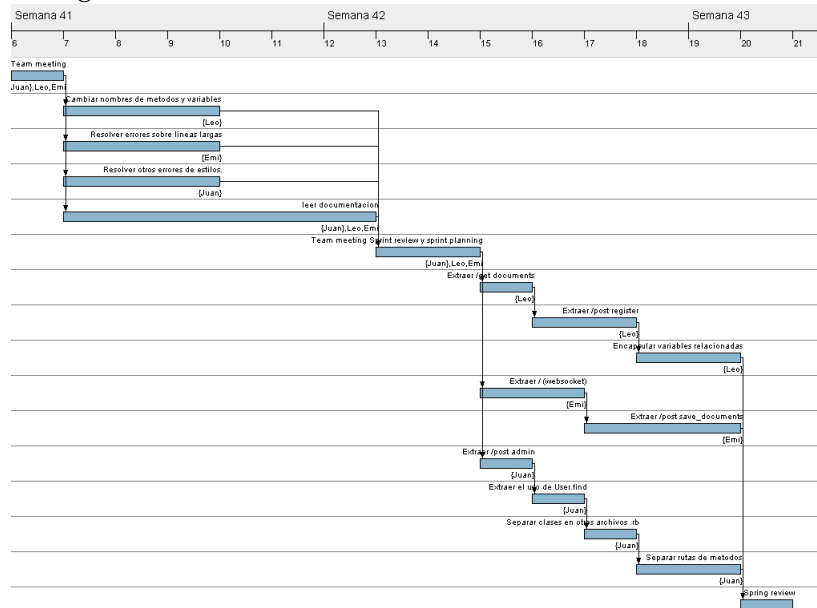 Semana 41 Semana 42 Semana 43
6 7 8 9 10 11 12 13 14 15 16 17 18 19 20 21
Team meeting
Juan},Leo,Emi
Cambiar nombres de metodos y variables
{Leo}
Resolver errores sobre lineas largas
{Emi}
Resolver otros errores de estilos.
{Juan}
leer documentacion
{Juan},Leo,Emi
Team meeting Sprint review y sprint planning
{Juan},Leo,Emi
Extraer /get documents
{Leo}
Extraer /post register
{Leo}
Encapsular variables relacionadas
{Leo}
Extraer / (websocket)
{Emi}
Extraer /post save_documents
{Emi}
Extraer /post admin
{Juan}
Extraer el uso de User.find
{Juan}
Separar clases en otros archivos .rb
{Juan}
Separar rutas de metodos
{Juan}
Spring review